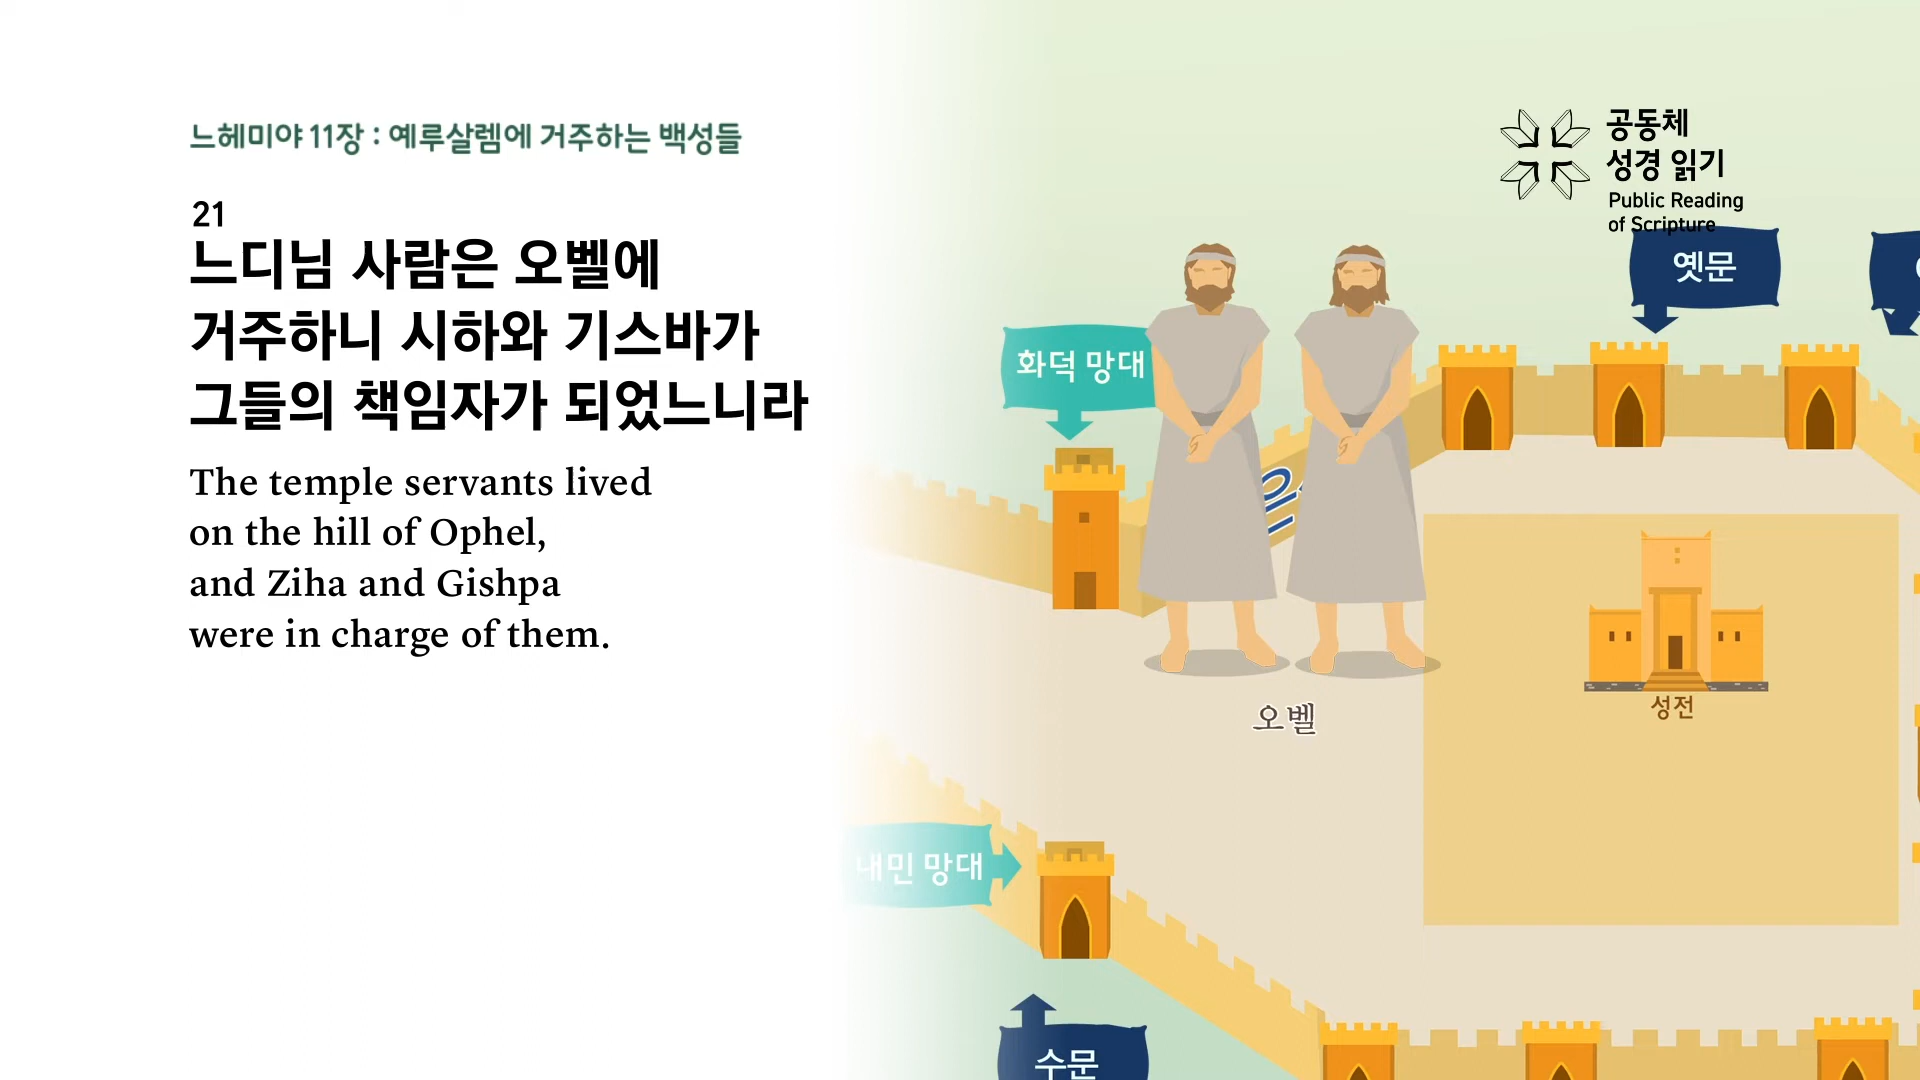 느헤미야 11장 : 예루살렘에 거주하는 백성들
21
느디님 사람은 오벨에
거주하니 시하와 기스바가
그들의 책임자가 되었느니라
The temple servants lived
on the hill of Ophel,
and Ziha and Gishpa
were in charge of them.
공동체
성경 읽기
Public Reading
of Scripture
옛문
화덕 망대
성전
오벨
망대
수문